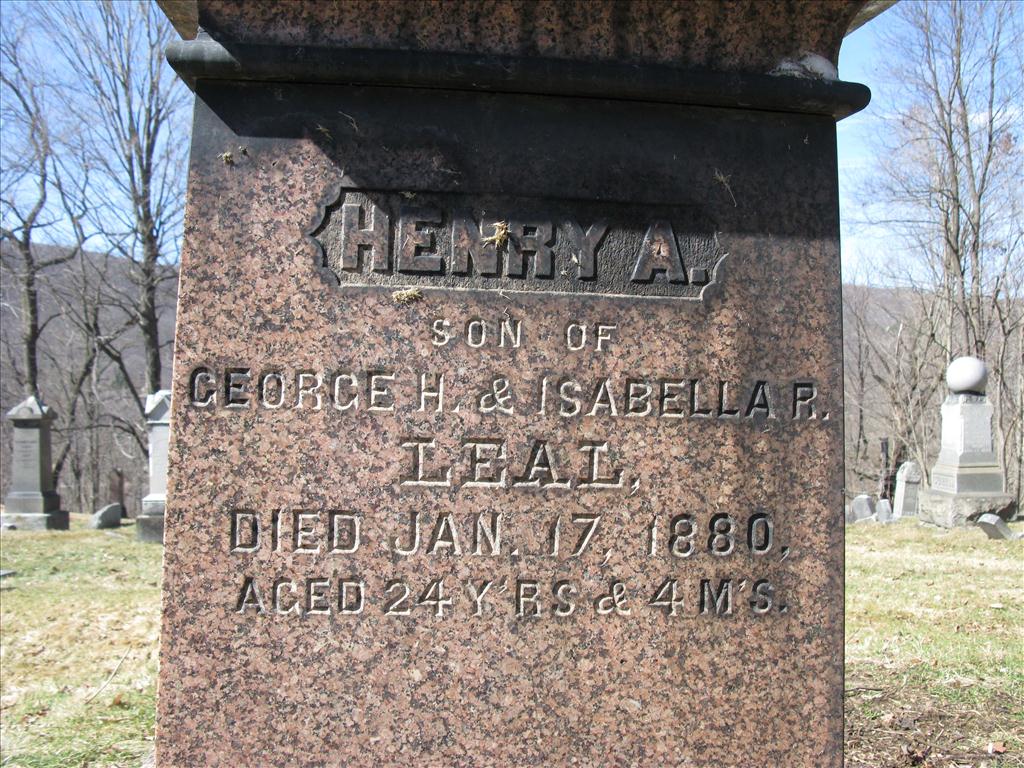 HENRY A.
SON OF
GEORGE H. & ISABELLA R.
LEAL,
DIED JAN. 17, 1880,
AGED 24 Y'RS & 4 M'S.